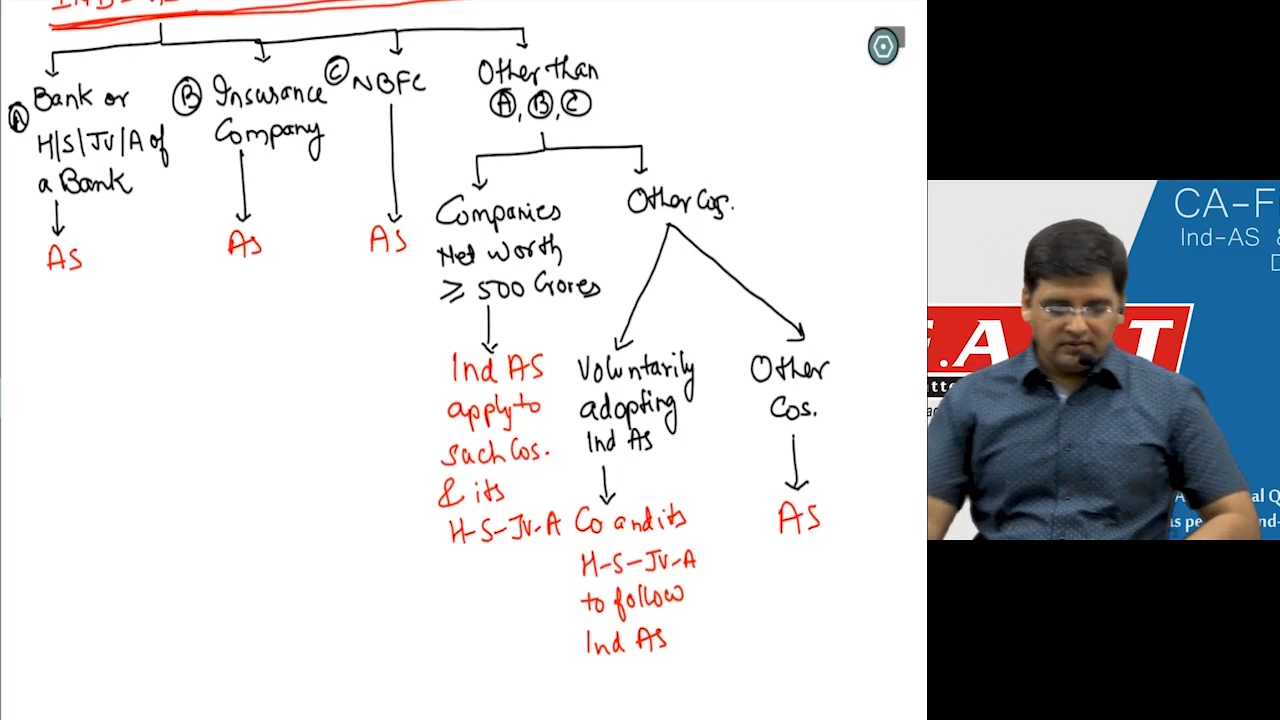 Bank or
H/S/JV/A of
a Bank
AS
Insurance
Company
AS
NBFC
AS
Other than
A, B, C
Companies
Net worth
≥ 500 Crores
Ind AS
apply to
such Cos.
& its
H-S-JV-A
Other Cos.
Voluntarily
adopting
Ind AS
Co and its
H-S-JV-A
to follow
Ind AS
Other
Cos.
AS
A
B
C
CA-F
Ind-AS &
D